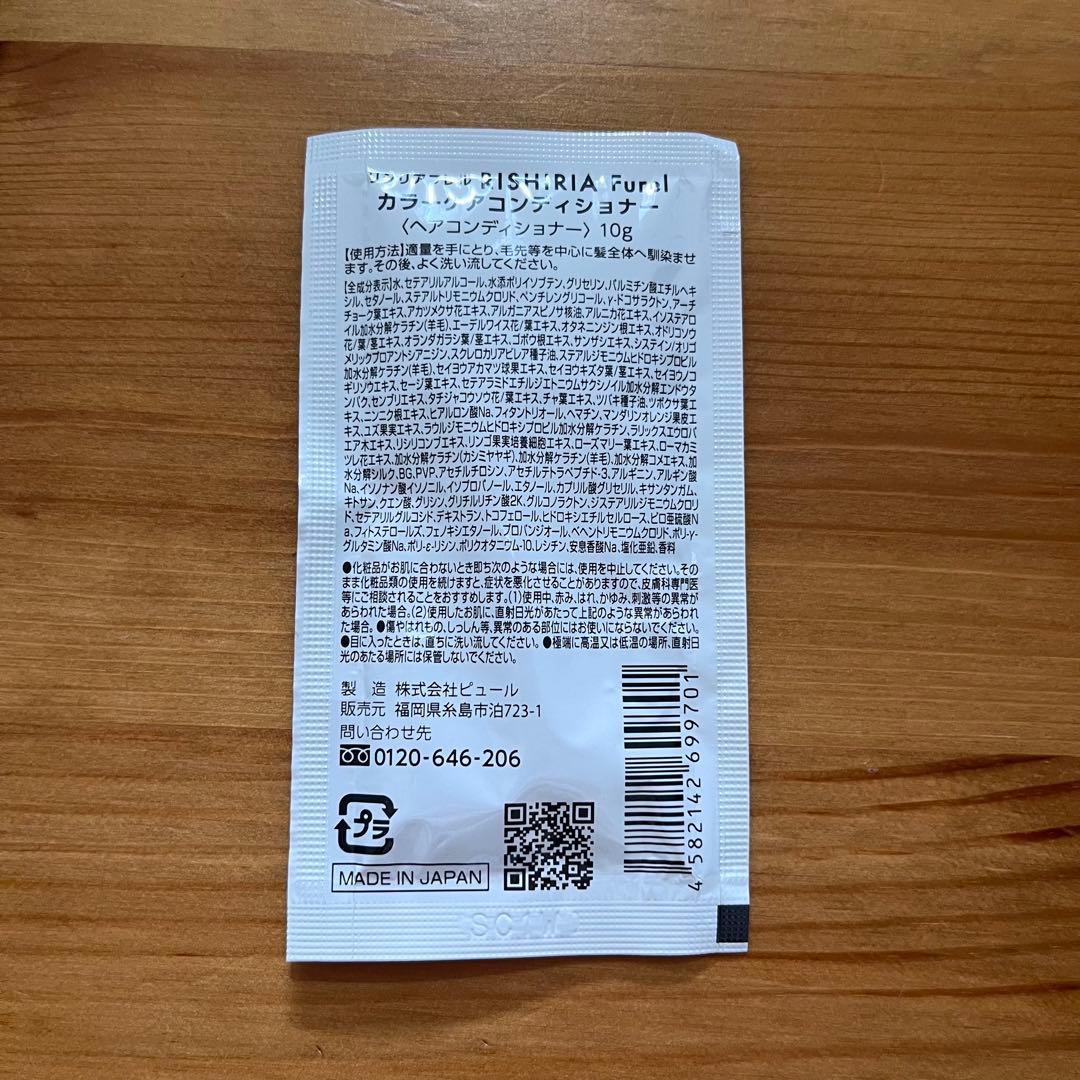 リシリアフレル RISHIRIA Furel
カラーケアコンディショナー
〈ヘアコンディショナー〉10g
【使用方法】適量を手にとり、毛先等を中心に髪全体へ馴染ませ
ます。その後、よく洗い流してください。
【全成分表示】水、セテアリルアルコール、水添ポリイソブテン、グリセリン、パルミチン酸エチルヘキ
シル、セタノール、ステアルトリモニウムクロリド、ペンチレングリコール、γ-ドコサラクトン、アーチ
チョーク葉エキス、アカツメクサ花エキス、アルガニアスピノサ核油、アルニカ花エキス、イソステアロ
イル加水分解ケラチン(羊毛)、エーデルワイス花/葉エキス、オタネニンジン根エキス、オドリコソウ
花/葉/茎エキス、オランダガラシ葉/茎エキス、ゴボウ根エキス、サンザシエキス、システイン/オリゴ
メリックプロアントシアニジン、スクレロカリアビレア種子油、ステアルジモニウムヒドロキシプロピル
加水分解ケラチン(羊毛)、セイヨウアカマツ球果エキス、セイヨウキズタ葉/茎エキス、セイヨウノコ
ギリソウエキス、セージ葉エキス、セテアラミドエチルジエトニウムサクシノイル加水分解エンドウタ
ンパク、センブリエキス、タチジャコウソウ花/葉エキス、チャ葉エキス、ツバキ種子油、ツボクサ葉エ
キス、ニンニク根エキス、ヒアルロン酸Na、フィタントリオール、ヘマチン、マンダリンオレンジ果皮エ
キス、ユズ果実エキス、ラウルジモニウムヒドロキシプロピル加水分解ケラチン、ラリックスエウロパ
エア木エキス、リシリコンブエキス、リンゴ果実培養細胞エキス、ローズマリー葉エキス、ローマカミ
ツレ花エキス、加水分解ケラチン(カシミヤヤギ)、加水分解ケラチン(羊毛)、加水分解コメエキス、加
水分解シルク、BG、PVP、アセチルチロシン、アセチルテトラペプチド-3、アルギニン、アルギン酸
Na、イソノナン酸イソノニル、イソプロパノール、エタノール、カプリル酸グリセリル、キサンタンガム、
キトサン、クエン酸、グリシン、グリチルリチン酸2K、グルコノラクトン、ジステアリルジモニウムクロリ
ド、セテアリルグルコシド、デキストラン、トコフェロール、ヒドロキシエチルセルロース、ピロ亜硫酸N
a、フィトステロールズ、フェノキシエタノール、プロパンジオール、ベヘントリモニウムクロリド、ポリ-γ-
グルタミン酸Na、ポリ-ε-リシン、ポリクオタニウム-10、レシチン、安息香酸Na、塩化亜鉛、香料
●化粧品がお肌に合わないとき即ち次のような場合には、使用を中止してください。その
まま化粧品類の使用を続けますと、症状を悪化させることがありますので、皮膚科専門医
等にご相談されることをおすすめします。(1)使用中、赤み、はれ、かゆみ、刺激等の異常が
あらわれた場合。(2)使用したお肌に、直射日光があたって上記のような異常があらわれ
た場合。●傷やはれもの、しっしん等、異常のある部位にはお使いにならないでください。
●目に入ったときは、直ちに洗い流してください。●極端に高温又は低温の場所、直射日
光のあたる場所には保管しないでください。
製 造 株式会社ピュール
販売元 福岡県糸島市泊723-1
問い合わせ先
0120-646-206
プラ
MADE IN JAPAN
4 582142 699701